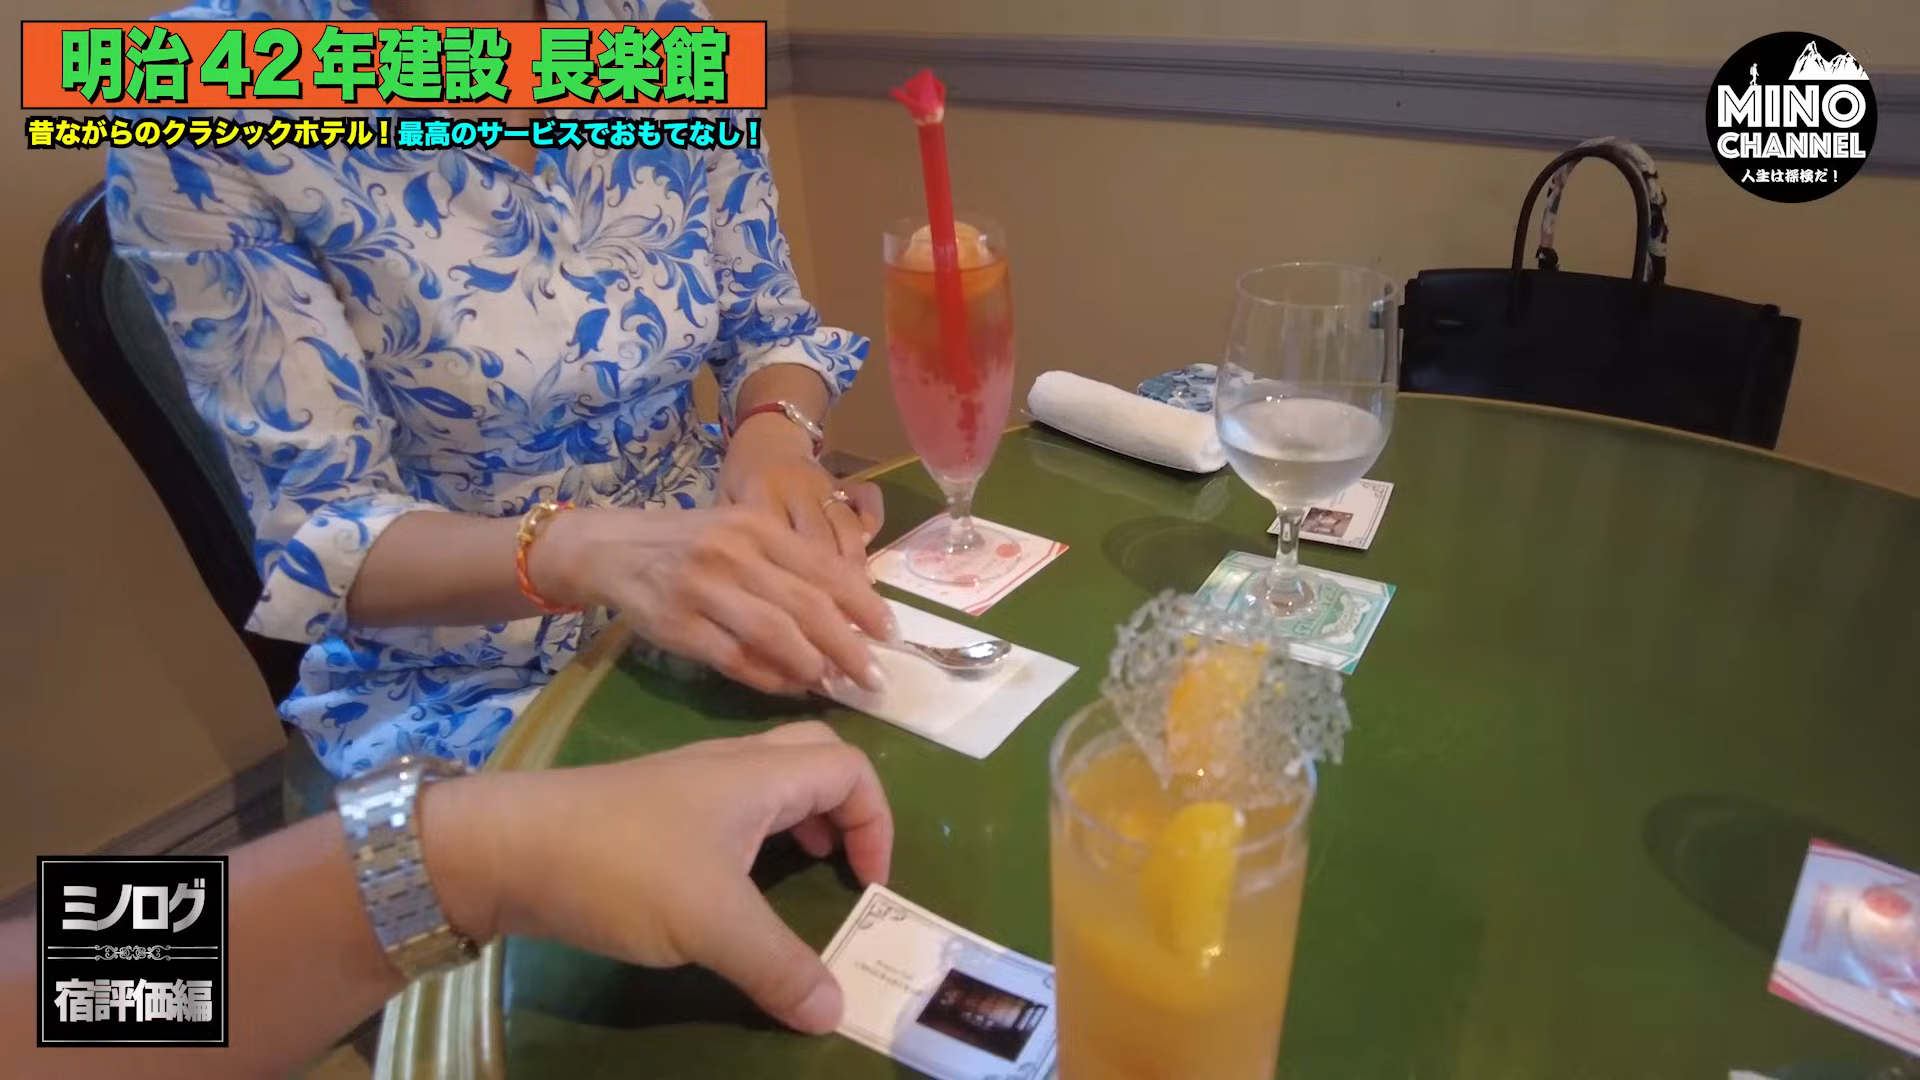 明治42年建設 長楽館
昔ながらのクラシックホテル！最高のサービスでおもてなし！
MINO
CHANNEL
人生は探検だ！
ミノログ
宿評価編